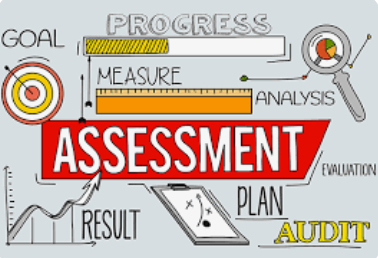 PROGRESS
GOAL
MEASURE
ANALYSIS
ASSESSMENT
EVALUATION
PLAN
RESULT
AUDIT